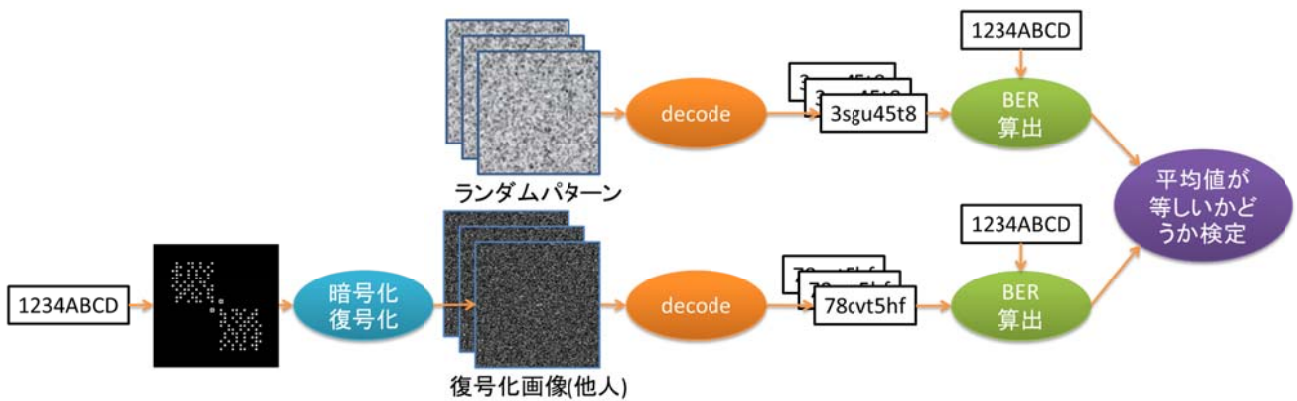 1234ABCD
decode
3sgu45t8
BER
算出
ランダムパターン
平均値が
等しいかど
うか検定
1234ABCD
1234ABCD
暗号化
復号化
decode
78cvt5hf
BER
算出
復号化画像(他人)